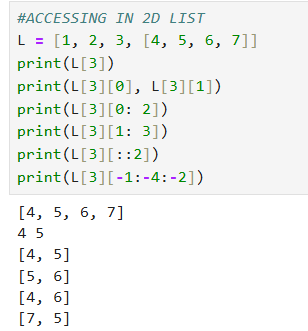 #ACCESSING IN 2D LIST
L = [1, 2, 3, [4, 5, 6, 7]]
print(L[3])
print(L[3][0], L[3][1])
print(L[3][0: 2])
print(L[3][1: 3])
print(L[3][::2])
print(L[3][-1:-4:-2])
[4, 5, 6, 7]
4 5
[4, 5]
[5, 6]
[4, 6]
[7, 5]